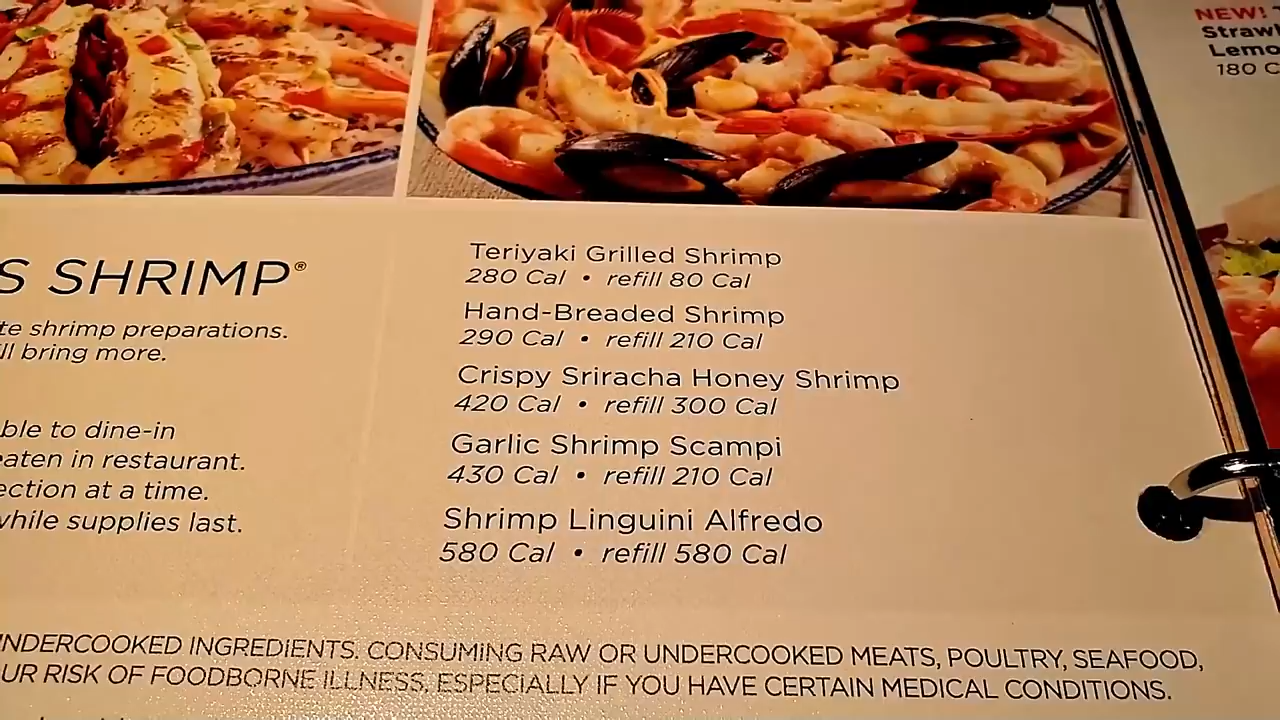 NEW!
Straw
Lemo
180 C
S SHRIMP®
te shrimp preparations.
ll bring more.
ble to dine-in
eaten in restaurant.
ection at a time.
while supplies last.
Teriyaki Grilled Shrimp
280 Cal • refill 80 Cal
Hand-Breaded Shrimp
290 Cal • refill 210 Cal
Crispy Sriracha Honey Shrimp
420 Cal • refill 300 Cal
Garlic Shrimp Scampi
430 Cal • refill 210 Cal
Shrimp Linguini Alfredo
580 Cal • refill 580 Cal
NDERCOOKED INGREDIENTS. CONSUMING RAW OR UNDERCOOKED MEATS, POULTRY, SEAFOOD,
UR RISK OF FOODBORNE ILLNESS, ESPECIALLY IF YOU HAVE CERTAIN MEDICAL CONDITIONS.